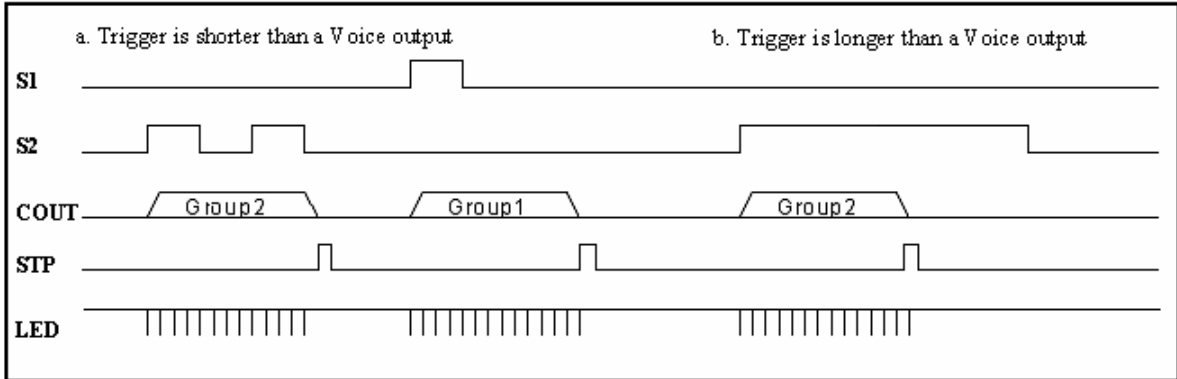 a. Trigger is shorter than a Voice output
b. Trigger is longer than a Voice output
S1
S2
COUT Group2 Group1 Group2
STP
LED